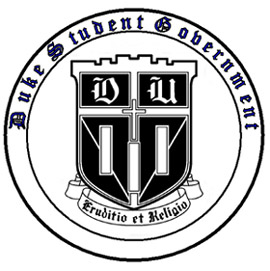 Duke Student Government
D U
Eruditio et Religio